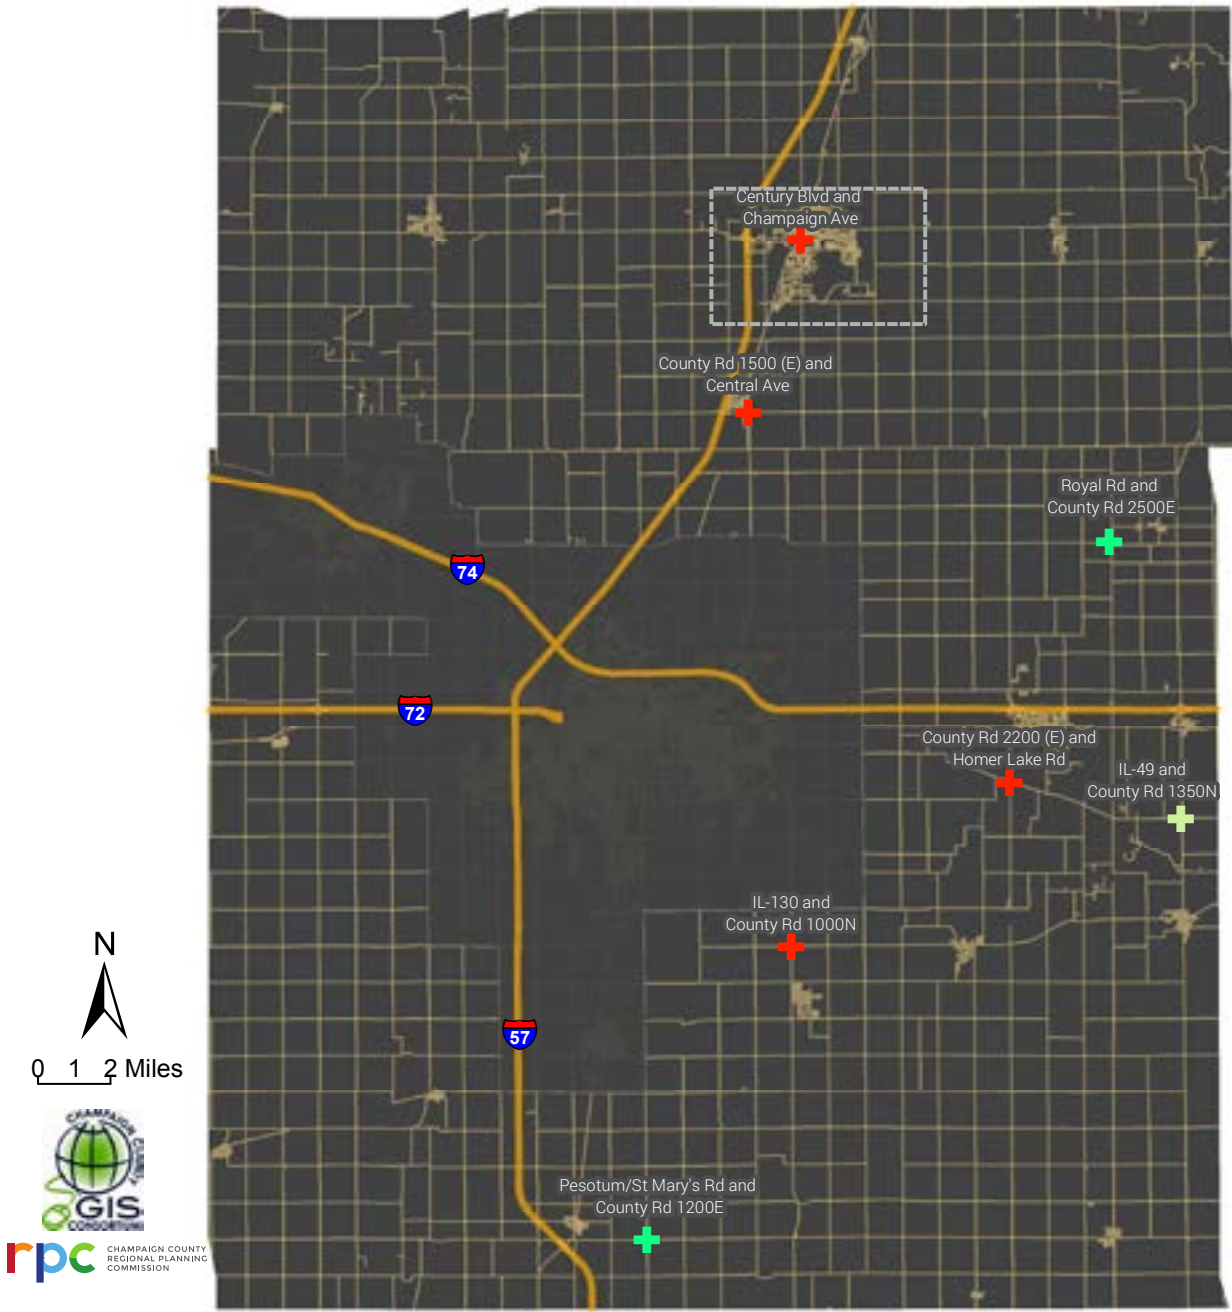 Century Blvd and
Champaign Ave
County Rd 1500 (E) and
Central Ave
Royal Rd and
County Rd 2500E
74
72
County Rd 2200 (E) and
Homer Lake Rd
IL-49 and
County Rd 1350N
IL-130 and
County Rd 1000N
N
57
0 1 2 Miles
CHAMPAIGN COUNTY
GIS
CONSORTIUM
Pesotum/St Mary's Rd and
County Rd 1200E
rpc
CHAMPAIGN COUNTY
REGIONAL PLANNING
COMMISSION